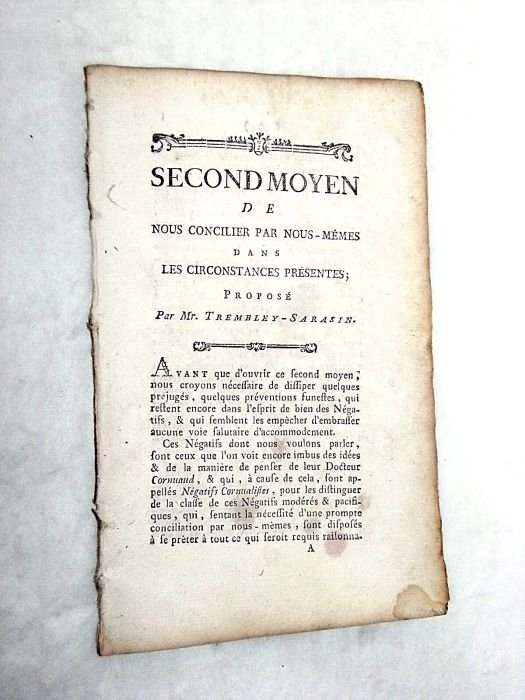 SECOND MOYEN
DE
NOUS CONCILIER PAR NOUS-MÊMES
DANS
LES CIRCONSTANCES PRÉSENTES;
PROPOSÉ
Par Mr. TREMBLEY-SARASIN.
AVANT que d'ouvrir ce second moyen,
nous croyons nécessaire de dissiper quelques
préjugés, quelques préventions funestes, qui
restent encore dans l'esprit de bien des Néga-
tifs, & qui semblent les empêcher d'embrasser
aucune voie salutaire d'accommodement.
Ces Négatifs dont nous voulons parler,
sont ceux que l'on voit encore imbus des idées
& de la manière de penser de leur Docteur
Cornuaud, & qui, à cause de cela, sont ap-
pellés Négatifs Cornualistes, pour les distinguer
de la classe de ces Négatifs modérés & pacifi-
ques, qui, sentant la nécessité d'une prompte
conciliation par nous-mêmes, sont disposés
à se prêter à tout ce qui seroit requis raisonna-
A